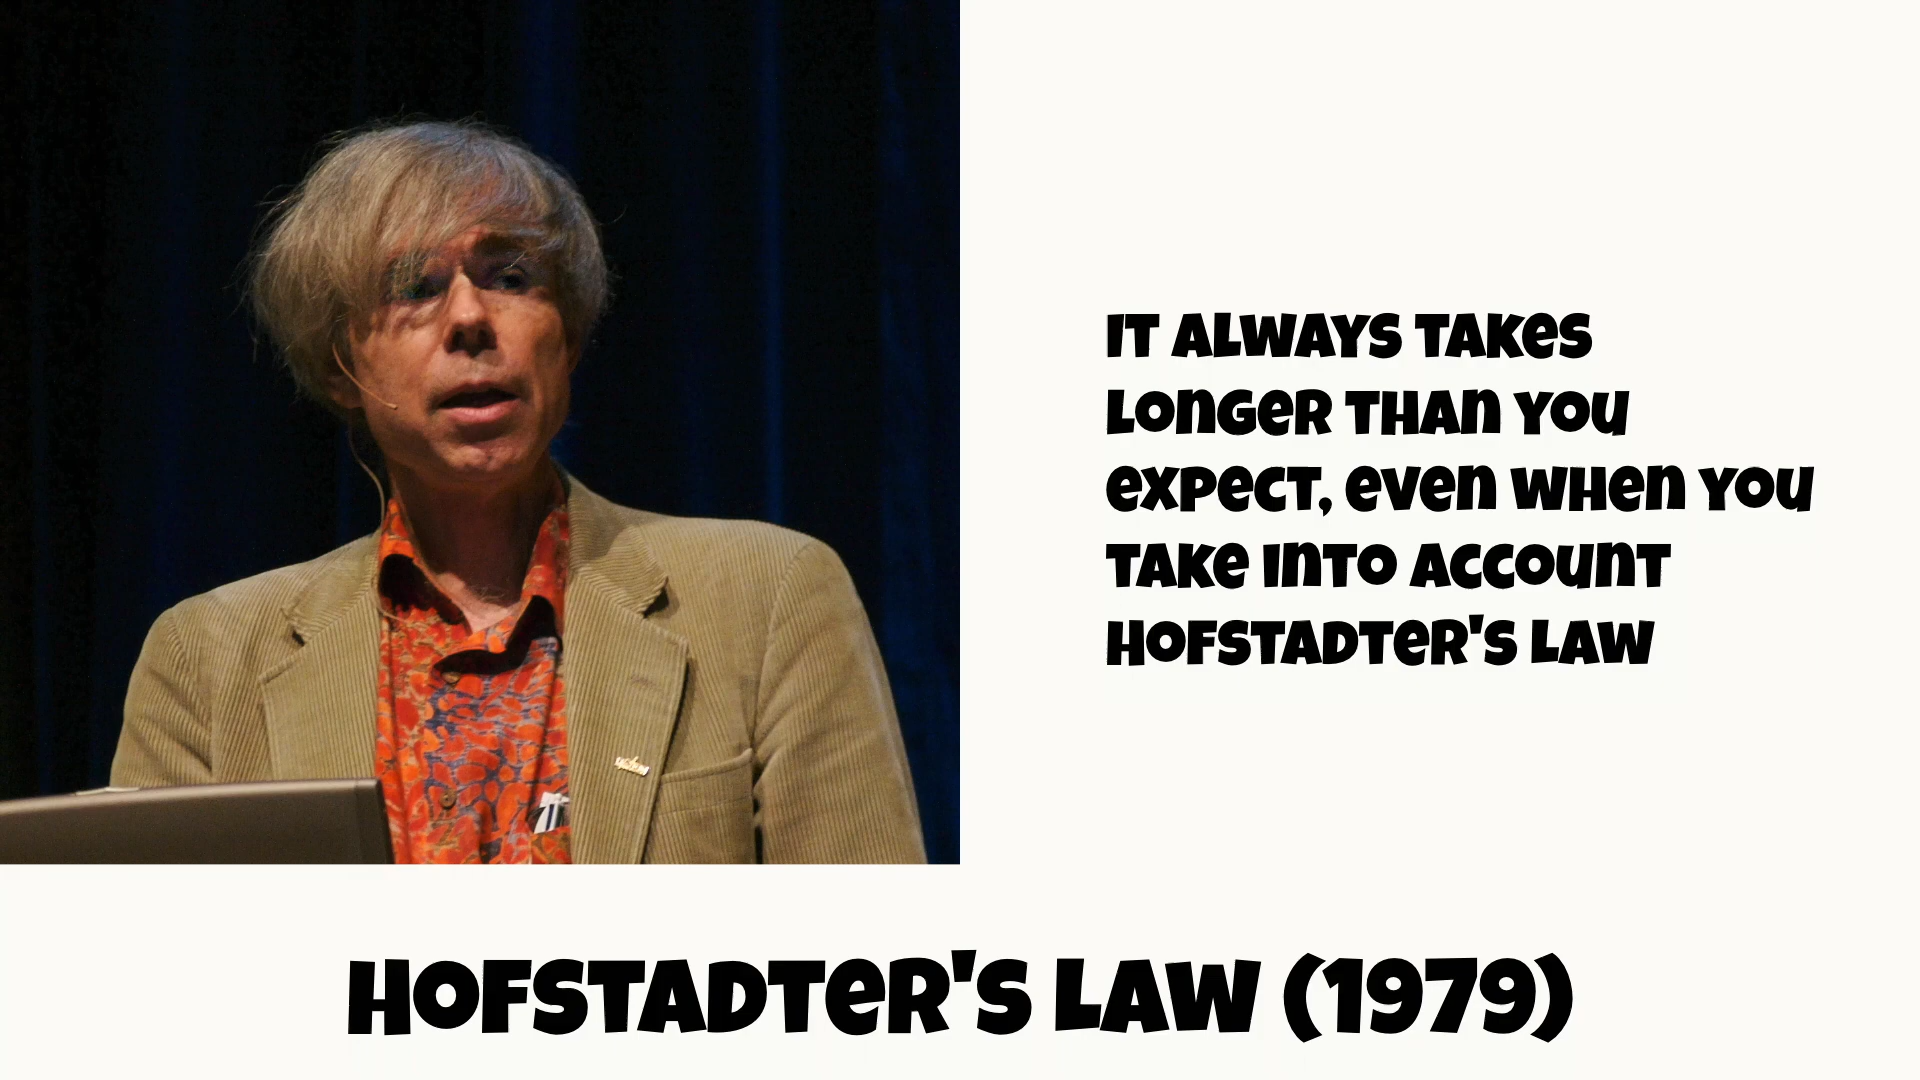 IT ALWAYS TAKES
LONGER THAN YOU
EXPECT, EVEN WHEN YOU
TAKE INTO ACCOUNT
HOFSTADTER'S LAW
HOFSTADTER'S LAW (1979)